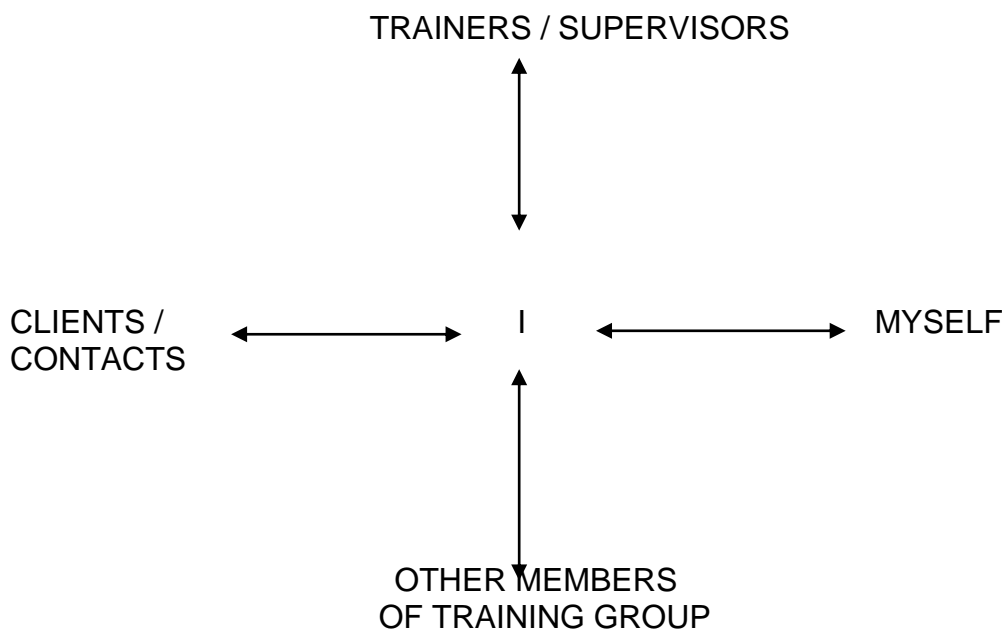 TRAINERS / SUPERVISORS
CLIENTS /
CONTACTS
I
MYSELF
OTHER MEMBERS
OF TRAINING GROUP